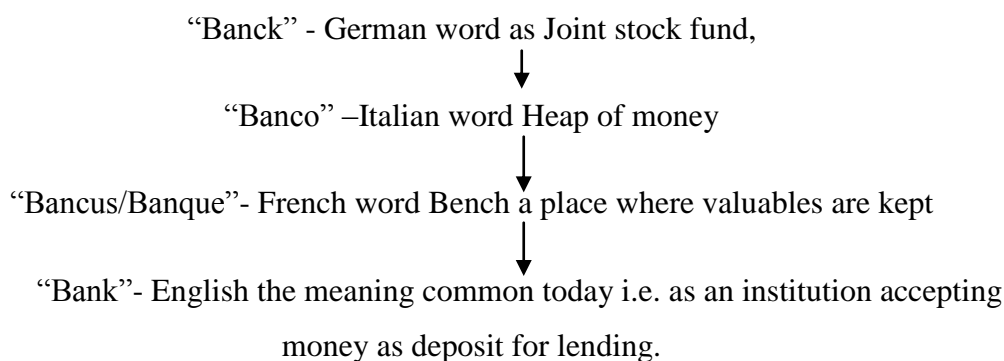 “Banck” - German word as Joint stock fund,
“Banco” –Italian word Heap of money
“Bancus/Banque”- French word Bench a place where valuables are kept
“Bank”- English the meaning common today i.e. as an institution accepting
money as deposit for lending.